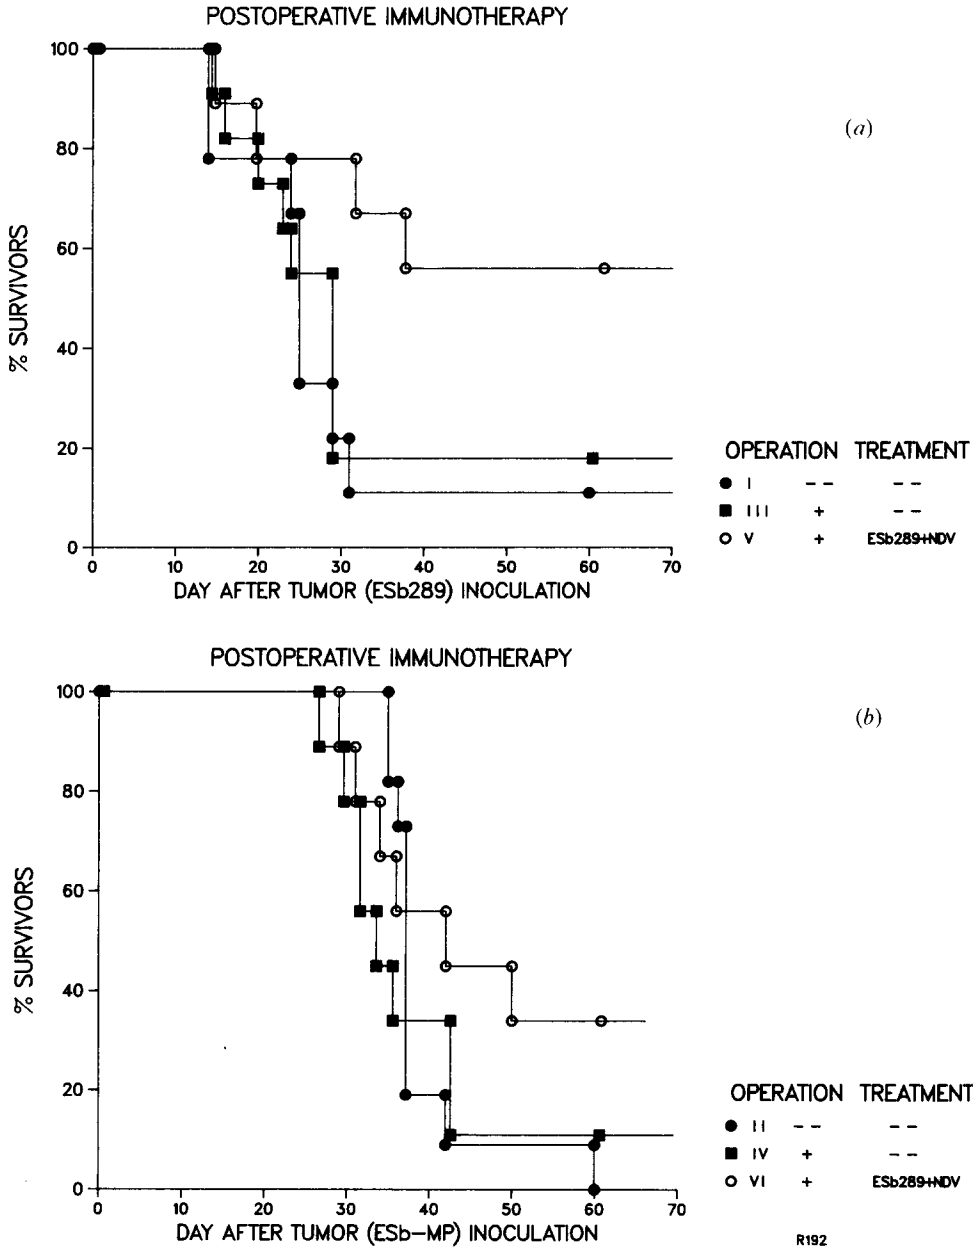 POSTOPERATIVE IMMUNOTHERAPY
(a)
% SURVIVORS
100
80
60
40
20
0
0 10 20 30 40 50 60 70
DAY AFTER TUMOR (ESb289) INOCULATION
OPERATION TREATMENT
I -- --
III + --
V + ESb289+NDV
POSTOPERATIVE IMMUNOTHERAPY
(b)
% SURVIVORS
100
80
60
40
20
0
0 10 20 30 40 50 60 70
DAY AFTER TUMOR (ESb-MP) INOCULATION
OPERATION TREATMENT
II -- --
IV + --
VI + ESb289+NDV
R192